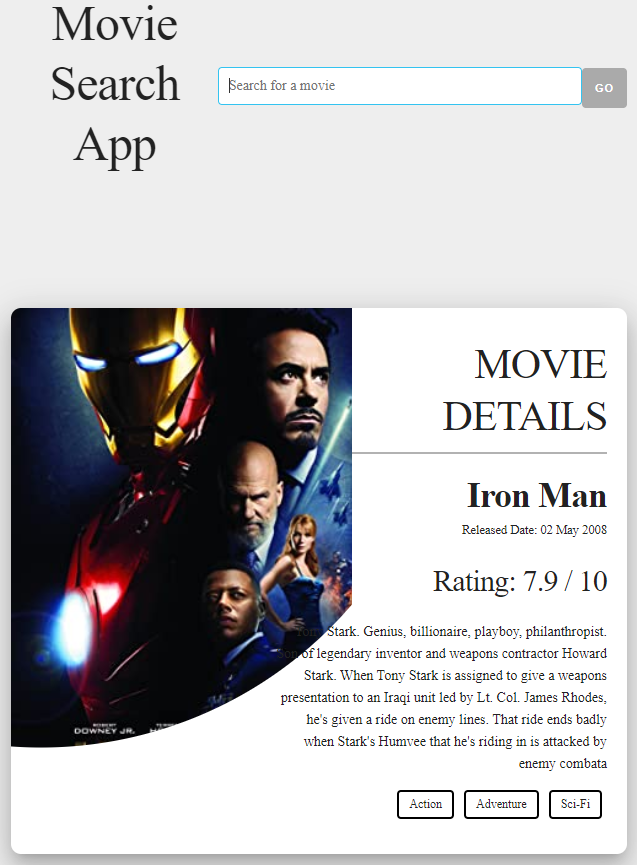 Movie
Search
App
Search for a movie
GO
MOVIE
DETAILS
Iron Man
Released Date: 02 May 2008
Rating: 7.9 / 10
Tony Stark. Genius, billionaire, playboy, philanthropist.
Son of legendary inventor and weapons contractor Howard
Stark. When Tony Stark is assigned to give a weapons
presentation to an Iraqi unit led by Lt. Col. James Rhodes,
he's given a ride on enemy lines. That ride ends badly
when Stark's Humvee that he's riding in is attacked by
enemy combata
ROBERT
DOWNEY JR.
Action Adventure Sci-Fi